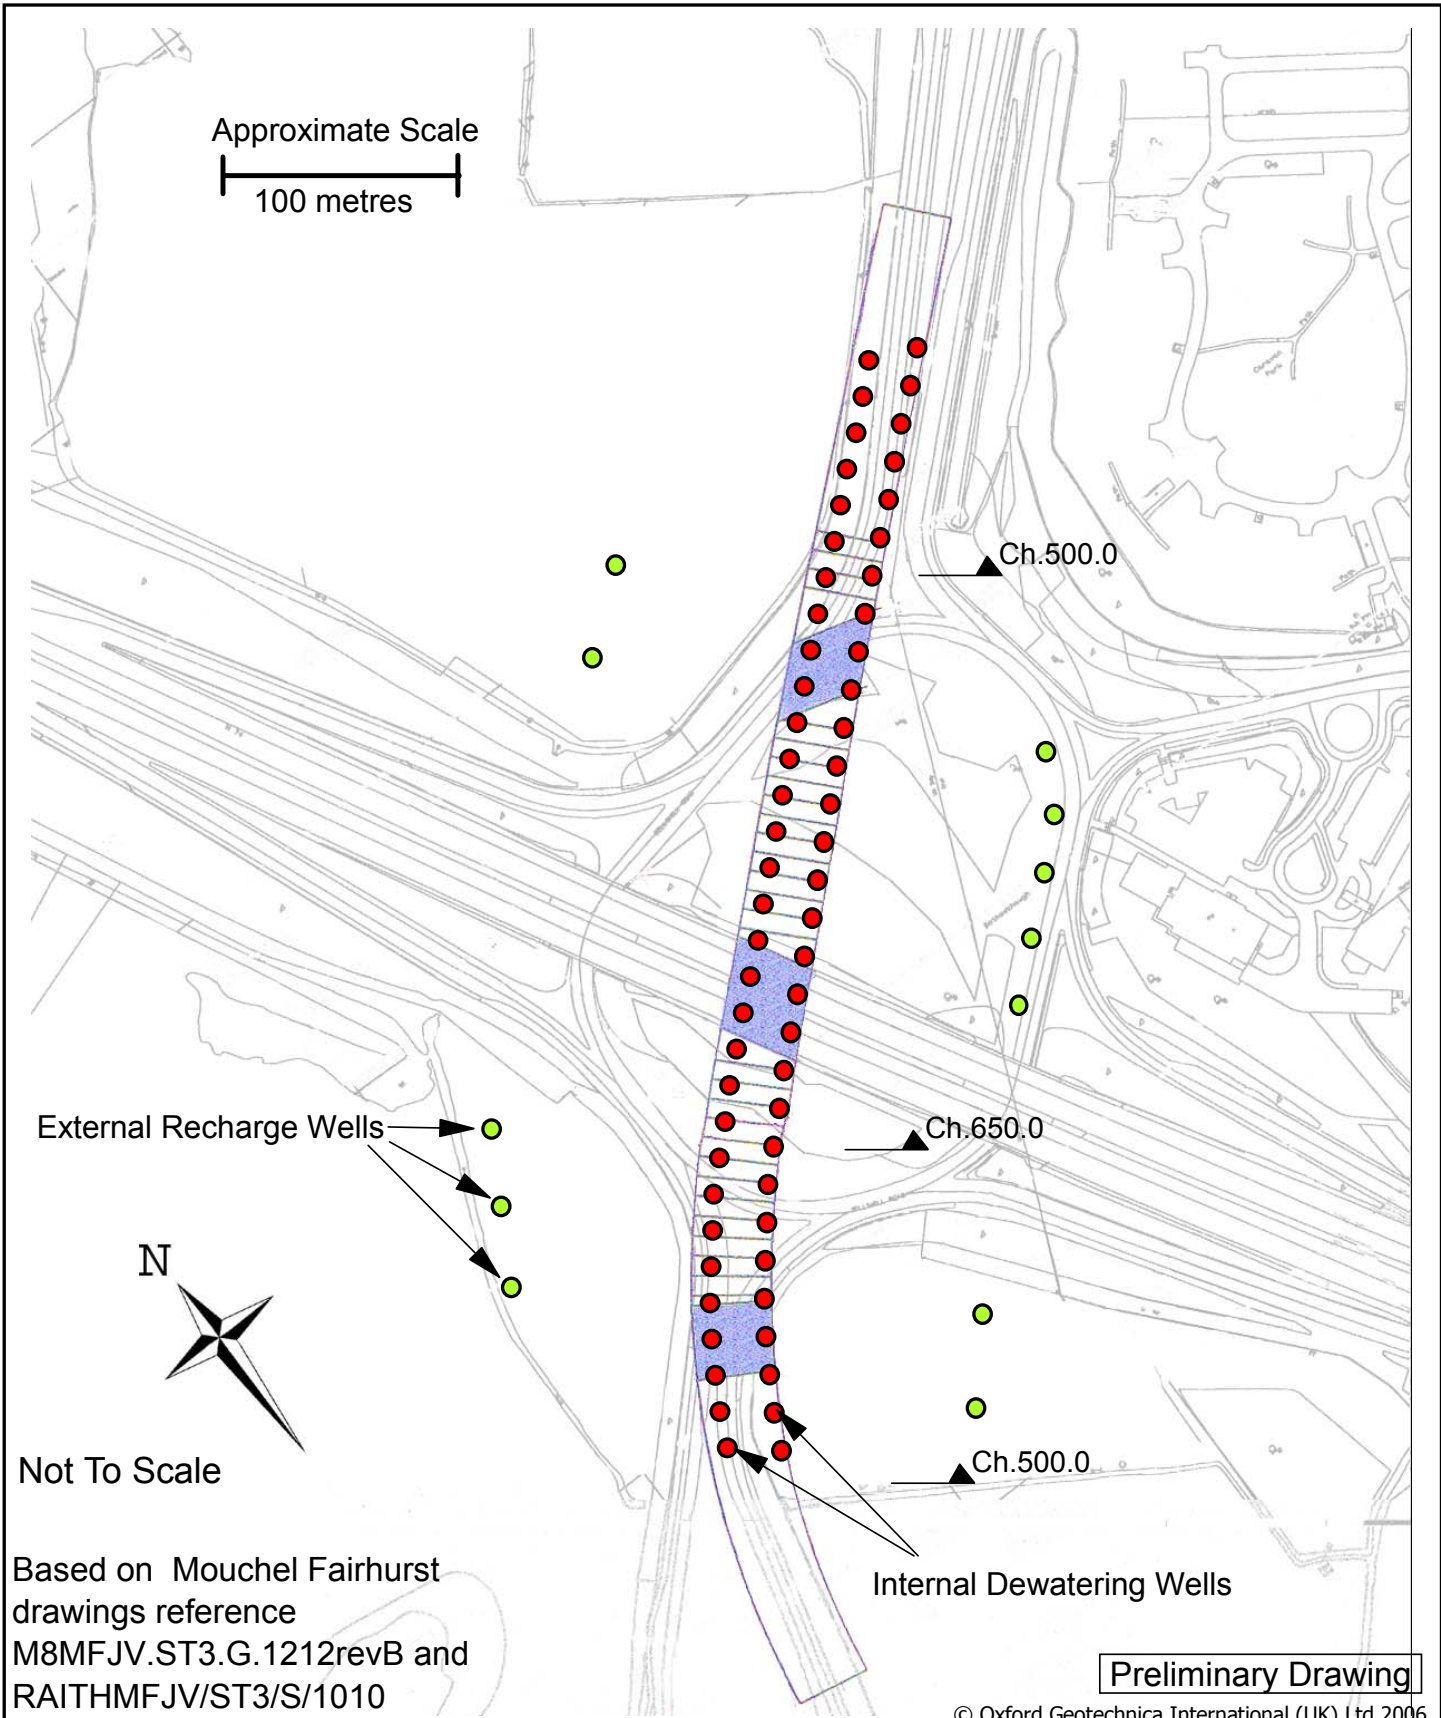 Approximate Scale
100 metres
Ch.500.0
Ch.650.0
External Recharge Wells
N
Not To Scale
Ch.500.0
Internal Dewatering Wells
Based on Mouchel Fairhurst
drawings reference
M8MFJV.ST3.G.1212revB and
RAITHMFJV/ST3/S/1010
Preliminary Drawing
© Oxford Geotechnica International (UK) Ltd 2006